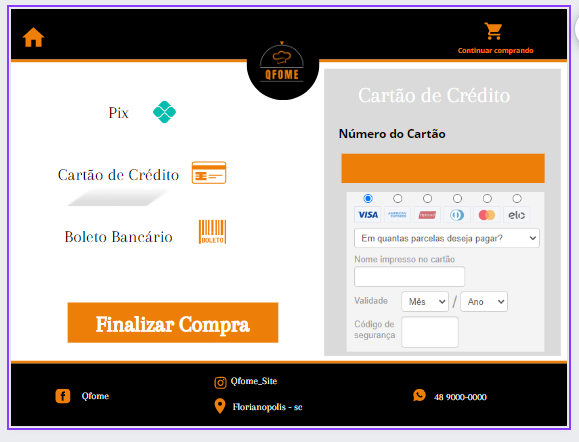 Continuar comprando
QFOME
Pix
Cartão de Crédito
Boleto Bancário
BOLETO
Finalizar Compra
Cartão de Crédito
Número do Cartão
VISA
elo
Em quantas parcelas deseja pagar?
Nome impresso no cartão
Validade
Mês
/
Ano
Código de
segurança
Qfome
Qfome_Site
Florianopolis - sc
48 9000-0000